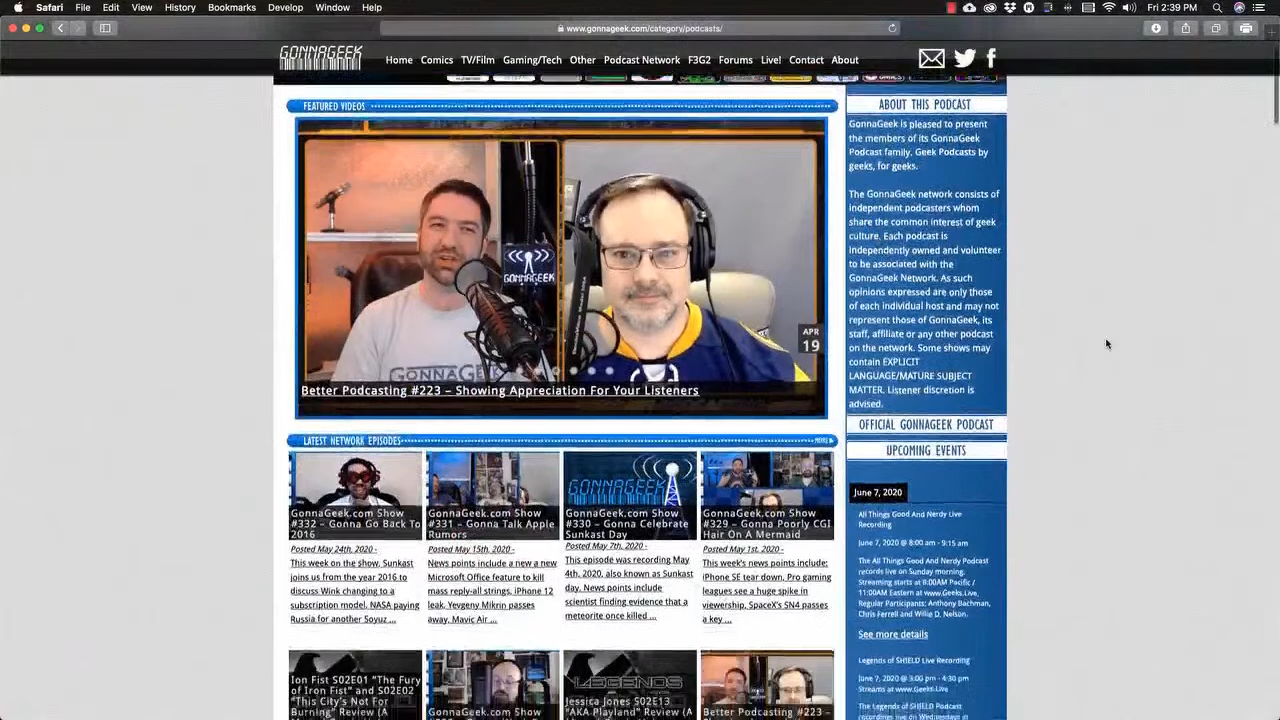 Safari File Edit View History Bookmarks Develop Window Help
Fri 2:39 PM
www.gonnageek.com/category/podcasts/
GONNAGEEK
Home Comics TV/Film Gaming/Tech Other Podcast Network F3G2 Forums Live! Contact About
FEATURED VIDEOS
GONNAGEEK
GONNAGEEK
APR
19
Better Podcasting #223 – Showing Appreciation For Your Listeners
LATEST NETWORK EPISODES
MORE
GonnaGeek.com Show
#332 – Gonna Go Back To
2016
Posted May 24th, 2020 -
This week on the show, Sunkast
joins us from the year 2016 to
discuss Wink changing to a
subscription model, NASA paying
Russia for another Soyuz ...
GonnaGeek.com Show
#331 – Gonna Talk Apple
Rumors
Posted May 15th, 2020 -
News points include a new a new
Microsoft Office feature to kill
mass reply-all strings, iPhone 12
leak, Yevgeny Mikrin passes
away, Mavic Air ...
GONNAGEEK
GonnaGeek.com Show
#330 – Gonna Celebrate
Sunkast Day
Posted May 7th, 2020 -
This episode was recording May
4th, 2020, also known as Sunkast
day. News points include
scientist finding evidence that a
meteorite once killed ...
GonnaGeek.com Show
#329 – Gonna Poorly CGI
Hair On A Mermaid
Posted May 1st, 2020 -
This week's news points include:
iPhone SE tear down, Pro gaming
leagues see a huge spike in
viewership, SpaceX's SN4 passes
a key ...
Ion Fist S02E01 "The Fury
of Iron Fist" and S02E02
"This City's Not For
Burning" Review (A
GonnaGeek.com Show
LEGENDS
Jessica Jones S02E13
"AKA Playland" Review (A
Better Podcasting #223 –
ABOUT THIS PODCAST
GonnaGeek is pleased to present
the members of its GonnaGeek
Podcast family. Geek Podcasts by
geeks, for geeks.
The GonnaGeek network consists of
independent podcasters whom
share the common interest of geek
culture. Each podcast is
independently owned and volunteer
to be associated with the
GonnaGeek Network. As such
opinions expressed are only those
of each individual host and may not
represent those of GonnaGeek, its
staff, affiliate or any other podcast
on the network. Some shows may
contain EXPLICIT
LANGUAGE/MATURE SUBJECT
MATTER. Listener discretion is
advised.
OFFICIAL GONNAGEEK PODCAST
UPCOMING EVENTS
June 7, 2020
All Things Good And Nerdy Live
Recording
June 7, 2020 @ 8:00 am - 9:15 am
The All Things Good And Nerdy Podcast
records live on Sunday morning.
Streaming starts at 8:00AM Pacific /
11:00AM Eastern at www.Geeks.Live.
Regular Participants: Anthony Bachman,
Chris Ferrell and Willie D. Nelson.
See more details
Legends of SHIELD Live Recording
June 7, 2020 @ 3:00 pm - 4:30 pm
Streams at www.Geeks.Live
The Legends of SHIELD Podcast
recordings live on Wednesdays in